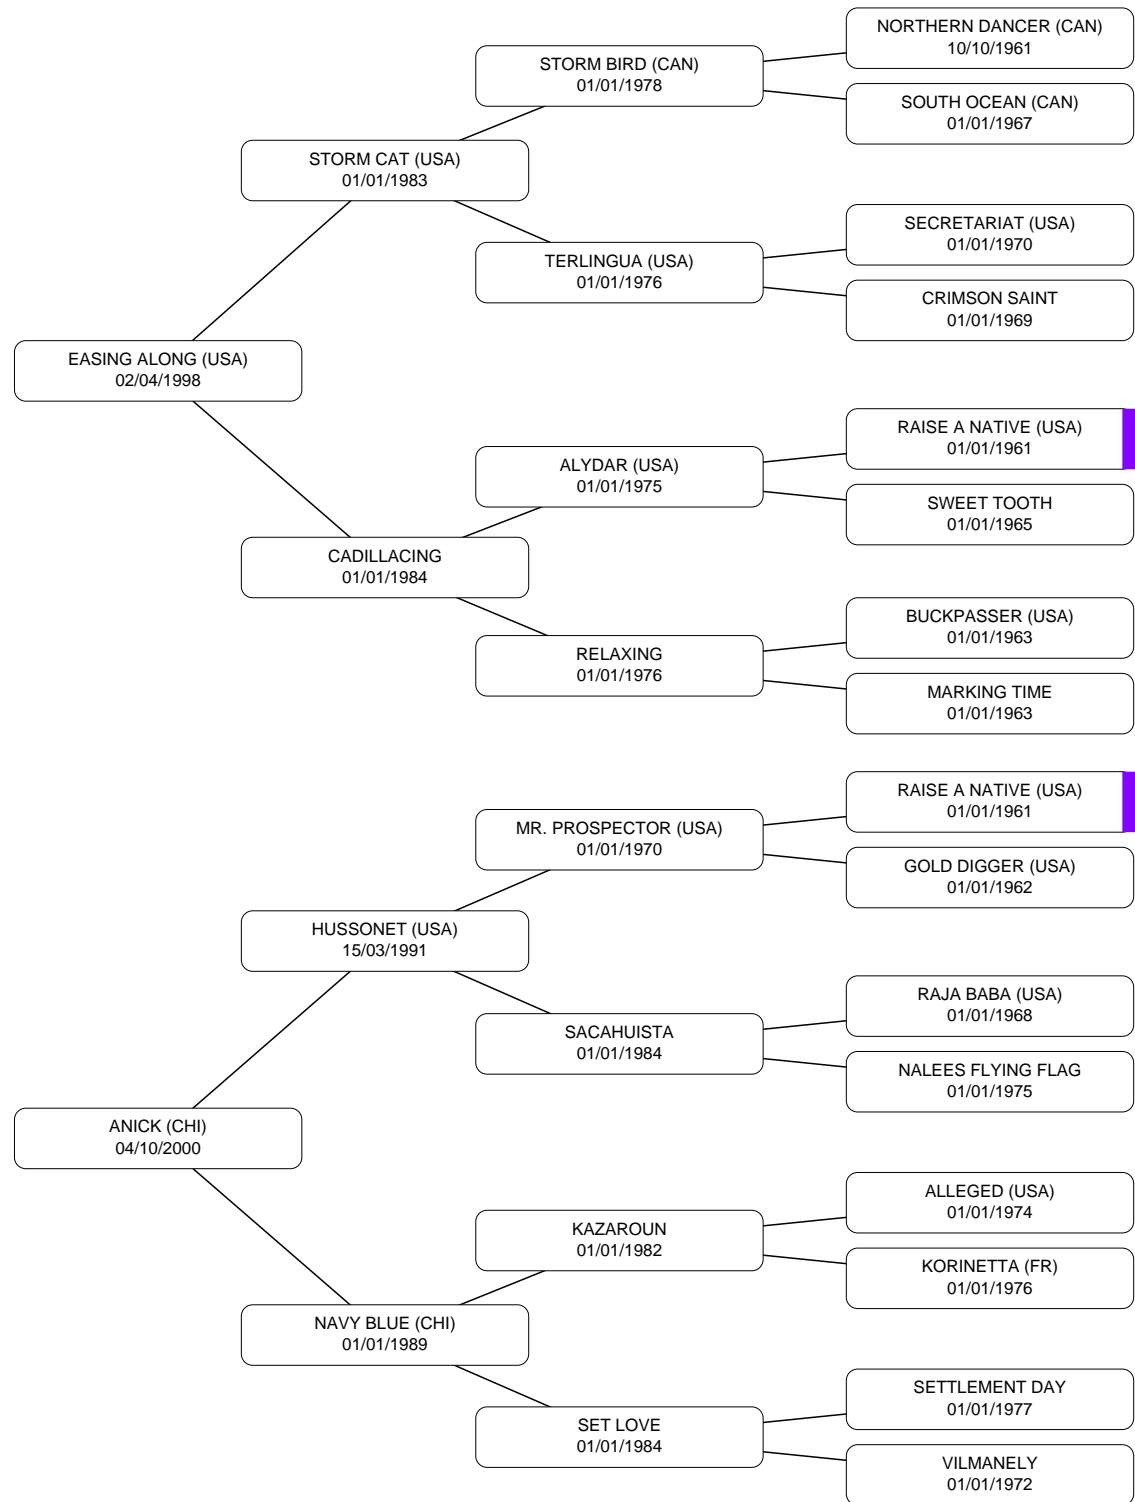 NORTHERN DANCER (CAN)
10/10/1961
STORM BIRD (CAN)
01/01/1978
SOUTH OCEAN (CAN)
01/01/1967
STORM CAT (USA)
01/01/1983
SECRETARIAT (USA)
01/01/1970
TERLINGUA (USA)
01/01/1976
CRIMSON SAINT
01/01/1969
EASING ALONG (USA)
02/04/1998
RAISE A NATIVE (USA)
01/01/1961
ALYDAR (USA)
01/01/1975
SWEET TOOTH
01/01/1965
CADILLACING
01/01/1984
BUCKPASSER (USA)
01/01/1963
RELAXING
01/01/1976
MARKING TIME
01/01/1963
RAISE A NATIVE (USA)
01/01/1961
MR. PROSPECTOR (USA)
01/01/1970
GOLD DIGGER (USA)
01/01/1962
HUSSONET (USA)
15/03/1991
RAJA BABA (USA)
01/01/1968
SACAHUISTA
01/01/1984
NALEES FLYING FLAG
01/01/1975
ANICK (CHI)
04/10/2000
ALLEGED (USA)
01/01/1974
KAZAROUN
01/01/1982
KORINETTA (FR)
01/01/1976
NAVY BLUE (CHI)
01/01/1989
SETTLEMENT DAY
01/01/1977
SET LOVE
01/01/1984
VILMANELY
01/01/1972